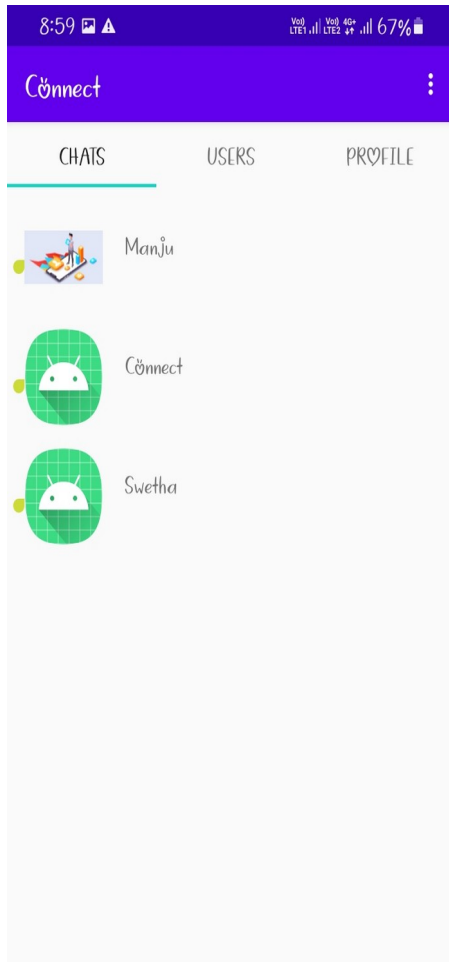 8:59 Vo)) LTE1 Vo)) LTE2 4G+ 67%
Connect
CHATS USERS PROFILE
Manju
Connect
Swetha